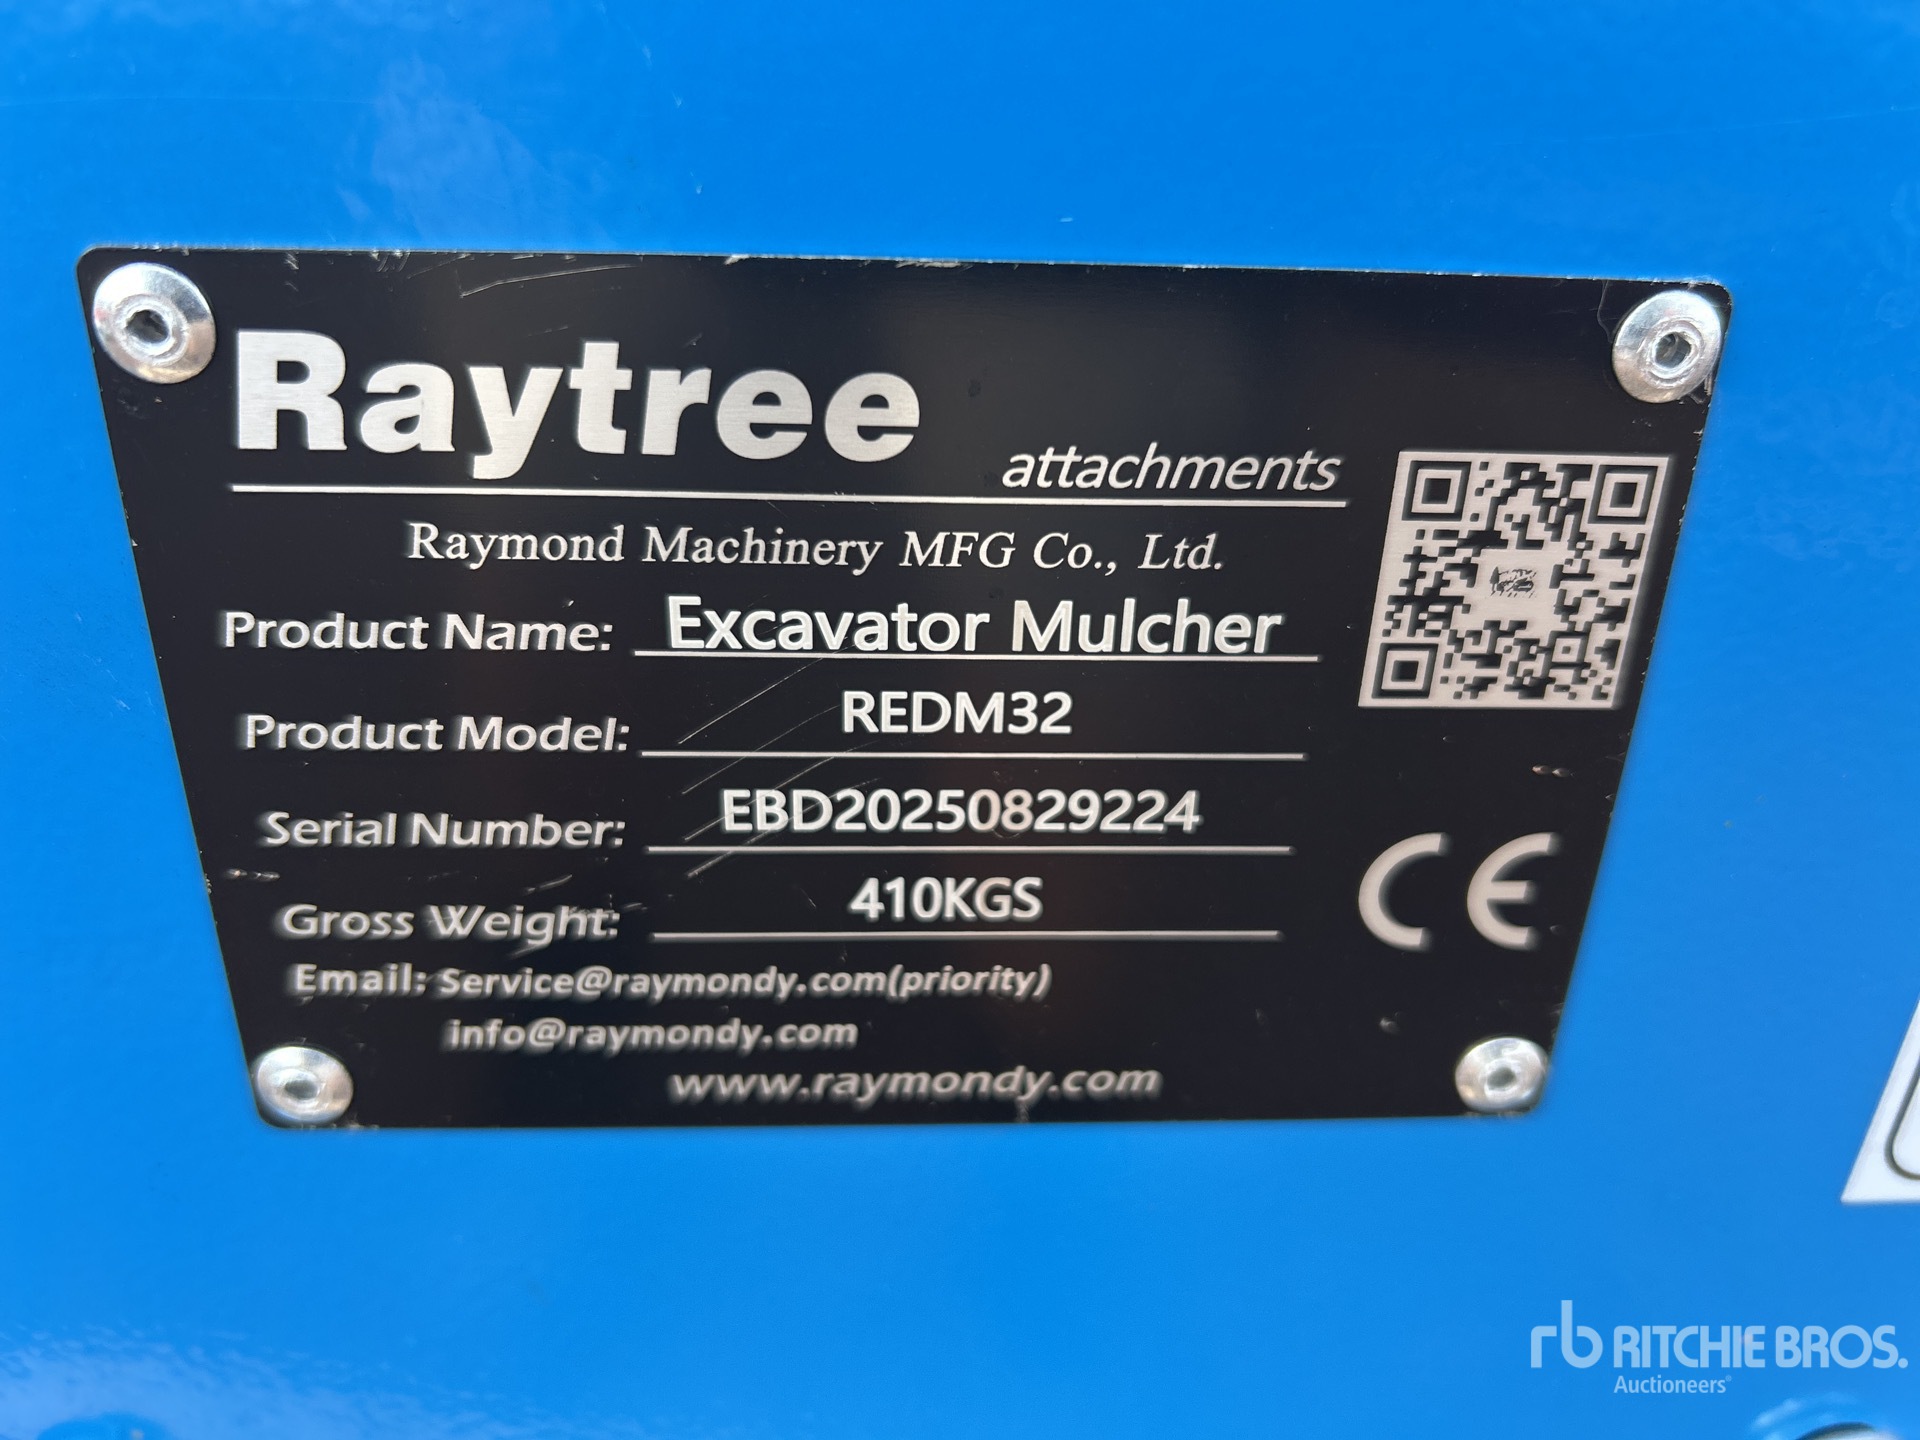 Raytree
attachments
Raymond Machinery MFG Co., Ltd.
Product Name: Excavator Mulcher
Product Model: REDM32
Serial Number: EBD20250829224
Gross Weight: 410KGS
Email: Service@raymondy.com(priority)
info@raymondy.com
www.raymondy.com
CE
rb RITCHIE BROS.
Auctioneers